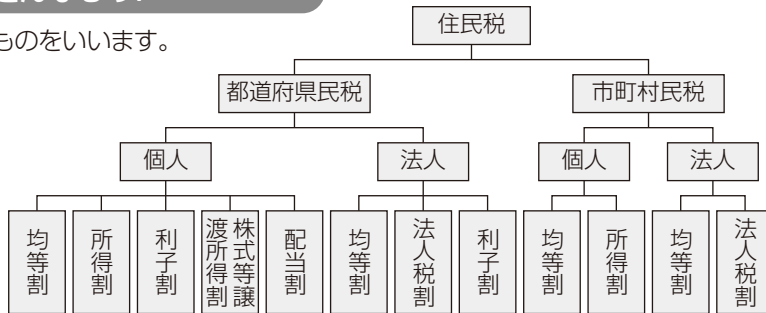 ものをいいます。
住民税
都道府県民税
市町村民税
個人
法人
個人
法人
均等割
所得割
利子割
株式等譲
渡所得割
配当割
均等割
法人税割
利子割
均等割
所得割
均等割
法人税割